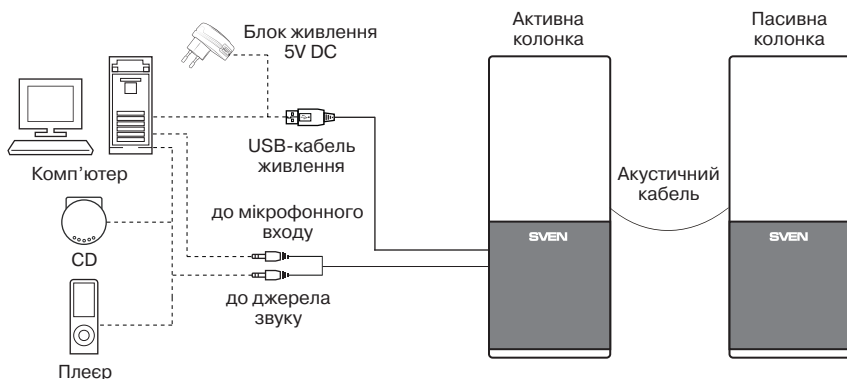 Блок живлення
5V DC
Активна
колонка
Пасивна
колонка
USB-кабель
живлення
Комп'ютер
Акустичний
кабель
до мікрофонного
входу
SVEN
SVEN
CD
до джерела
звуку
Плеєр